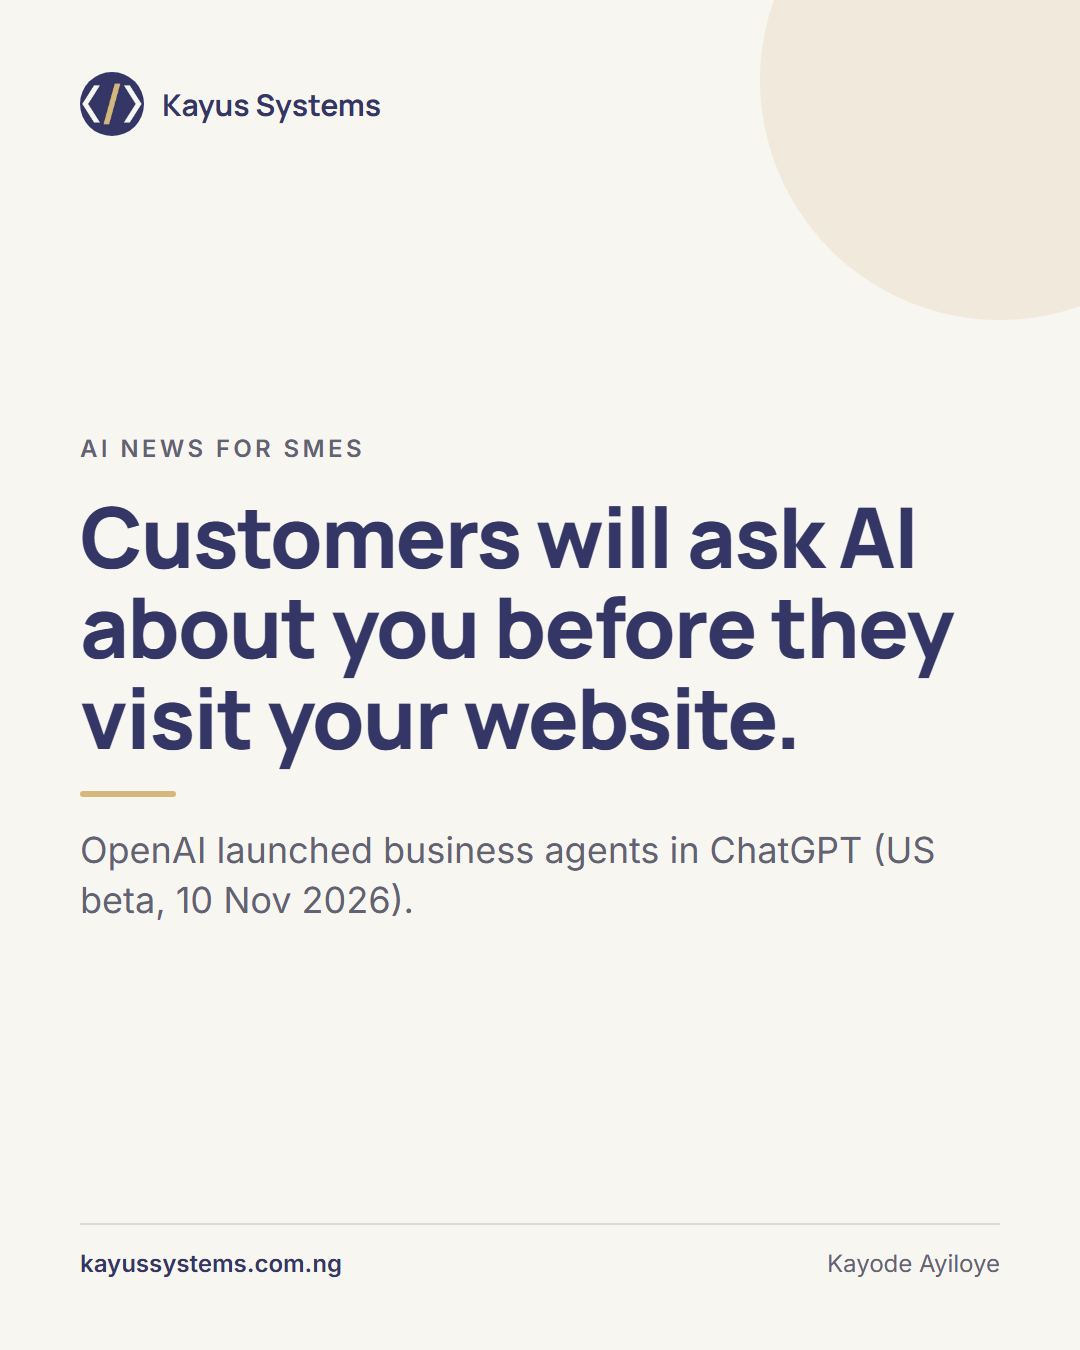 Kayus Systems
AI NEWS FOR SMES
Customers will ask AI
about you before they
visit your website.
OpenAI launched business agents in ChatGPT (US
beta, 10 Nov 2026).
kayussystems.com.ng
Kayode Ayiloye